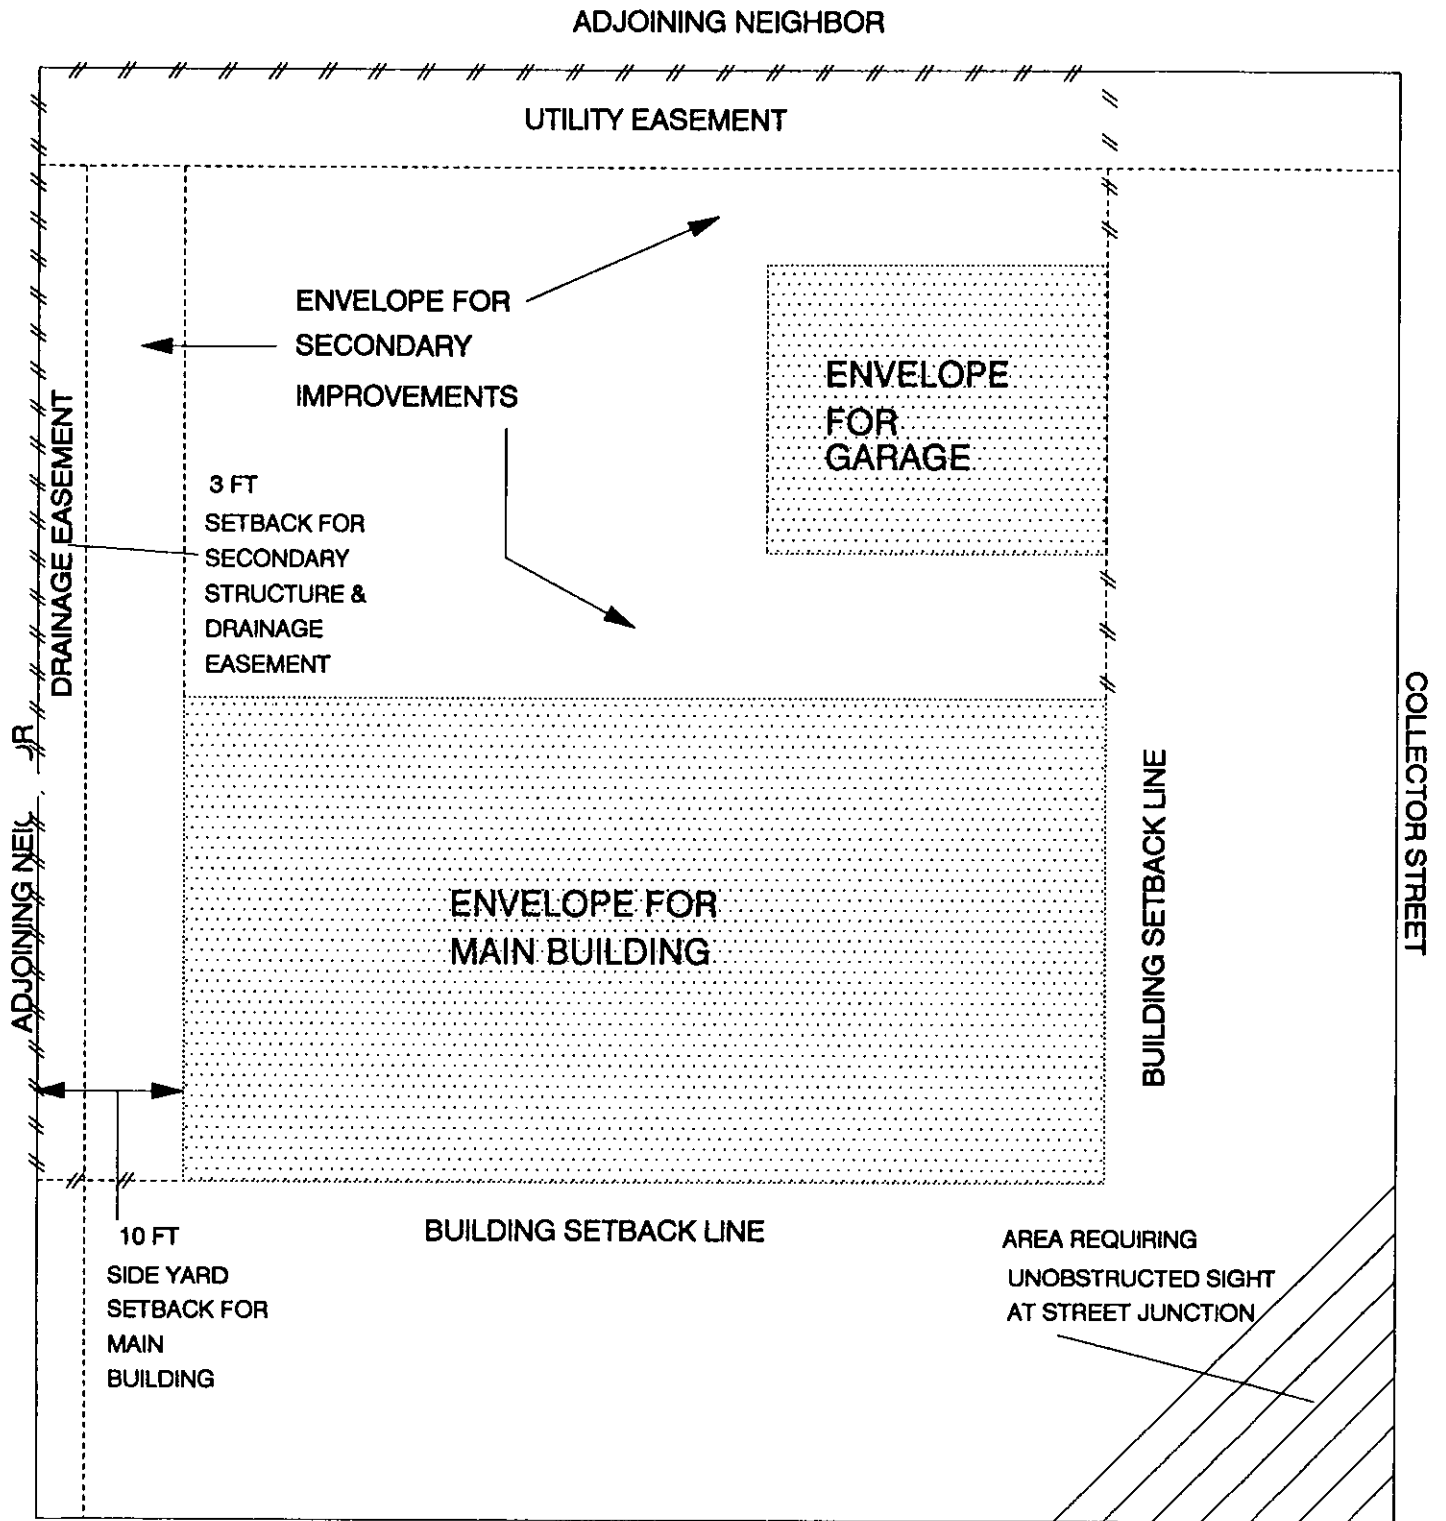 ADJOINING NEIGHBOR
UTILITY EASEMENT
ENVELOPE FOR
SECONDARY
IMPROVEMENTS
ENVELOPE
FOR
GARAGE
DRAINAGE EASEMENT
3 FT
SETBACK FOR
SECONDARY
STRUCTURE &
DRAINAGE
EASEMENT
ADJOINING
COLLECTOR STREET
BUILDING SETBACK LINE
ENVELOPE FOR
MAIN BUILDING
10 FT
SIDE YARD
SETBACK FOR
MAIN
BUILDING
BUILDING SETBACK LINE
AREA REQUIRING
UNOBSTRUCTED SIGHT
AT STREET JUNCTION